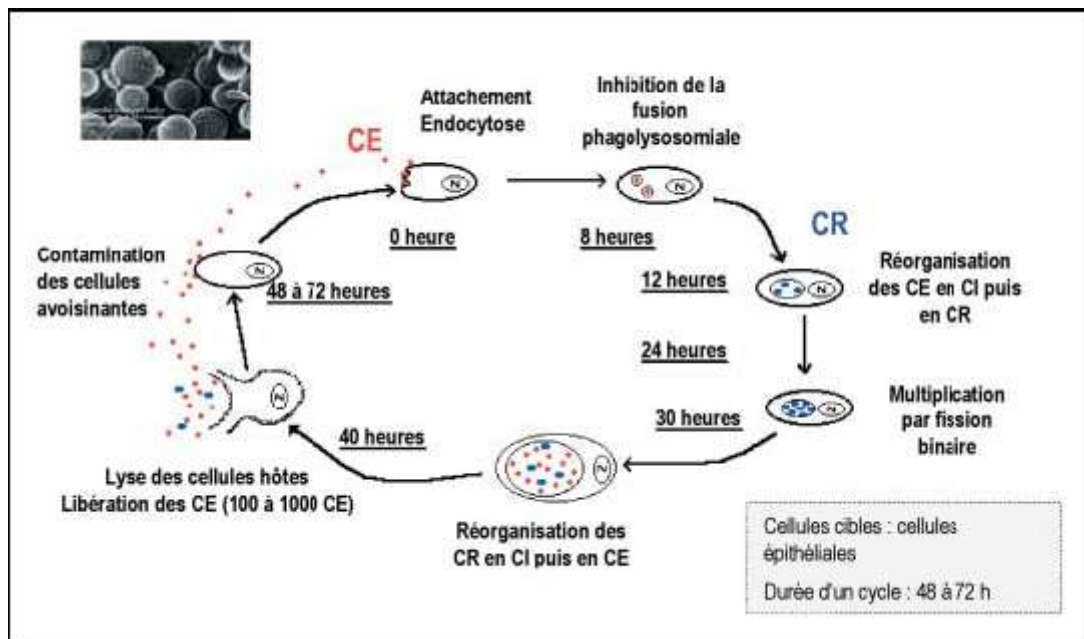 Attachement
Endocytose
Inhibition de la
fusion
phagolysosomiale
CE
N
N
0 heure
8 heures
CR
Contamination
des cellules
avoisinantes
N
48 à 72 heures
12 heures
N
Réorganisation
des CE en CI puis
en CR
24 heures
N
Multiplication
par fission
binaire
30 heures
N
40 heures
N
Lyse des cellules hôtes
Libération des CE (100 à 1000 CE)
Réorganisation des
CR en CI puis en CE
Cellules cibles : cellules
épithéliales
Durée d'un cycle : 48 à 72 h